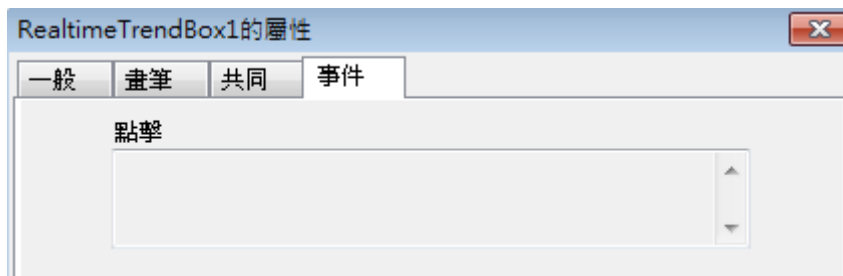 RealtimeTrendBox1的屬性
一般 畫筆 共同 事件
點擊